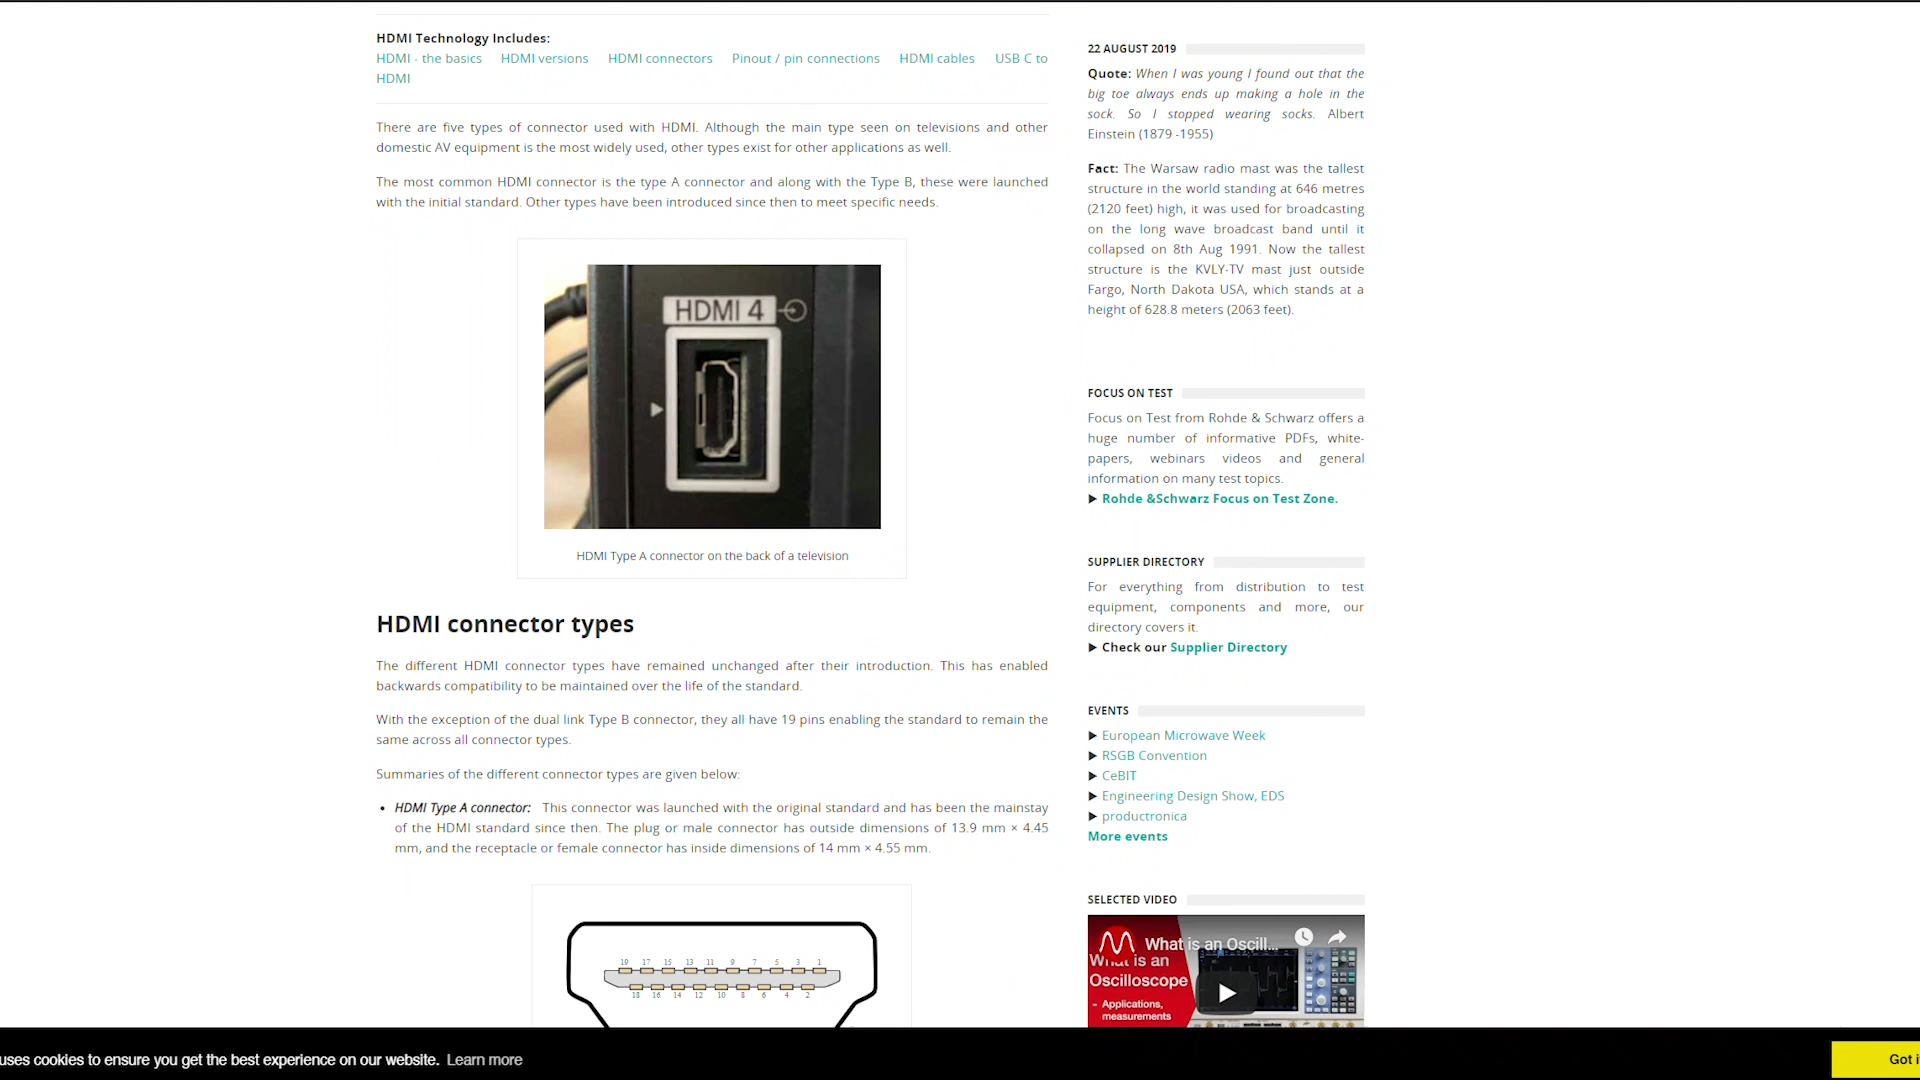 HDMI Technology Includes:
HDMI - the basics HDMI versions HDMI connectors Pinout / pin connections HDMI cables USB C to
HDMI
There are five types of connector used with HDMI. Although the main type seen on televisions and other
domestic AV equipment is the most widely used, other types exist for other applications as well.
The most common HDMI connector is the type A connector and along with the Type B, these were launched
with the initial standard. Other types have been introduced since then to meet specific needs.
HDMI 4
HDMI Type A connector on the back of a television
HDMI connector types
The different HDMI connector types have remained unchanged after their introduction. This has enabled
backwards compatibility to be maintained over the life of the standard.
With the exception of the dual link Type B connector, they all have 19 pins enabling the standard to remain the
same across all connector types.
Summaries of the different connector types are given below:
• HDMI Type A connector: This connector was launched with the original standard and has been the mainstay
of the HDMI standard since then. The plug or male connector has outside dimensions of 13.9 mm × 4.45
mm, and the receptacle or female connector has inside dimensions of 14 mm × 4.55 mm.
19 17 15 13 11 9 7 5 3 1
18 16 14 12 10 8 6 4 2
22 AUGUST 2019
Quote: When I was young I found out that the
big toe always ends up making a hole in the
sock. So I stopped wearing socks. Albert
Einstein (1879 -1955)
Fact: The Warsaw radio mast was the tallest
structure in the world standing at 646 metres
(2120 feet) high, it was used for broadcasting
on the long wave broadcast band until it
collapsed on 8th Aug 1991. Now the tallest
structure is the KVLY-TV mast just outside
Fargo, North Dakota USA, which stands at a
height of 628.8 meters (2063 feet).
FOCUS ON TEST
Focus on Test from Rohde & Schwarz offers a
huge number of informative PDFs, white-
papers, webinars videos and general
information on many test topics.
Rohde &Schwarz Focus on Test Zone.
SUPPLIER DIRECTORY
For everything from distribution to test
equipment, components and more, our
directory covers it.
Check our Supplier Directory
EVENTS
European Microwave Week
RSGB Convention
CeBIT
Engineering Design Show, EDS
productronica
More events
SELECTED VIDEO
What is an Oscill...
What is an
Oscilloscope
- Applications,
measurements
uses cookies to ensure you get the best experience on our website. Learn more
Got i